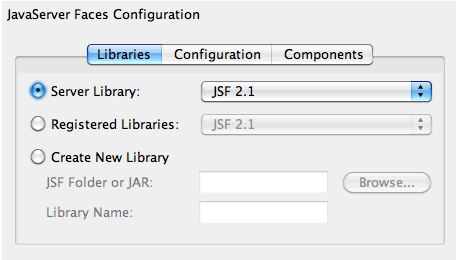 JavaServer Faces Configuration
Libraries Configuration Components
Server Library: JSF 2.1
Registered Libraries: JSF 2.1
Create New Library
JSF Folder or JAR: Browse...
Library Name: